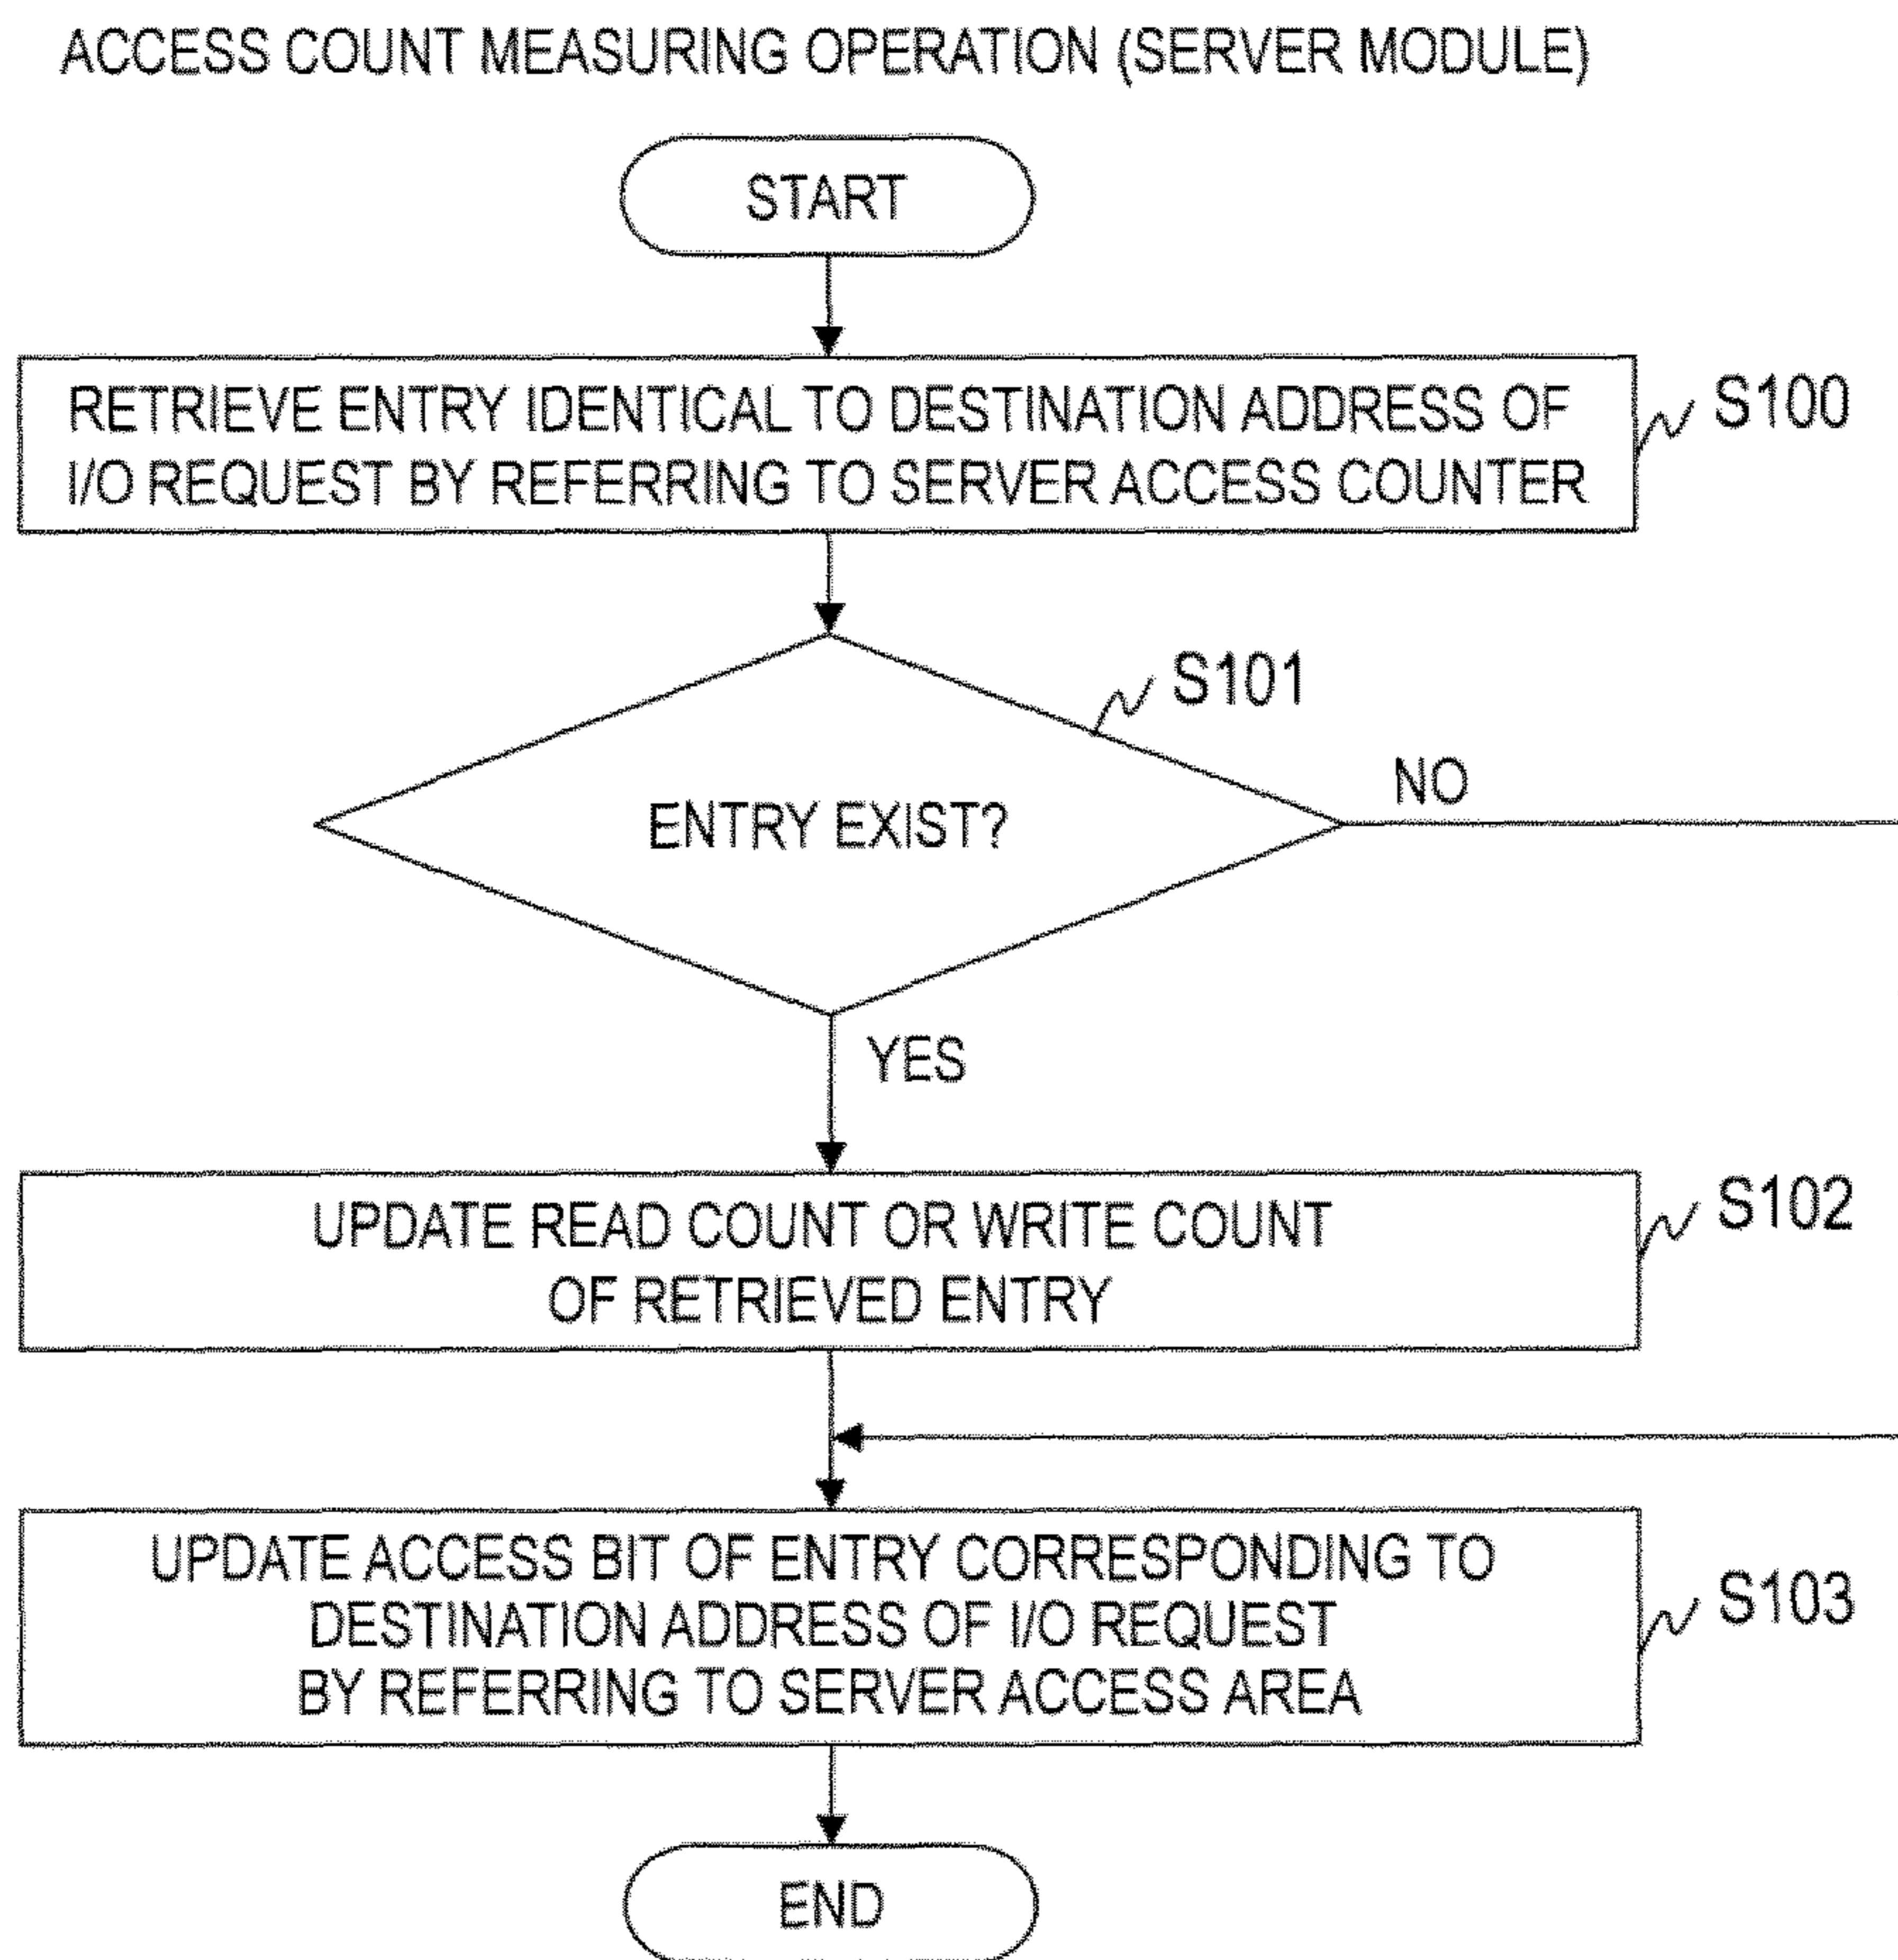 ACCESS COUNT MEASURING OPERATION (SERVER MODULE)
START
RETRIEVE ENTRY IDENTICAL TO DESTINATION ADDRESS OF
I/O REQUEST BY REFERRING TO SERVER ACCESS COUNTER
S100
S101
ENTRY EXIST?
NO
YES
UPDATE READ COUNT OR WRITE COUNT
OF RETRIEVED ENTRY
S102
UPDATE ACCESS BIT OF ENTRY CORRESPONDING TO
DESTINATION ADDRESS OF I/O REQUEST
BY REFERRING TO SERVER ACCESS AREA
S103
END